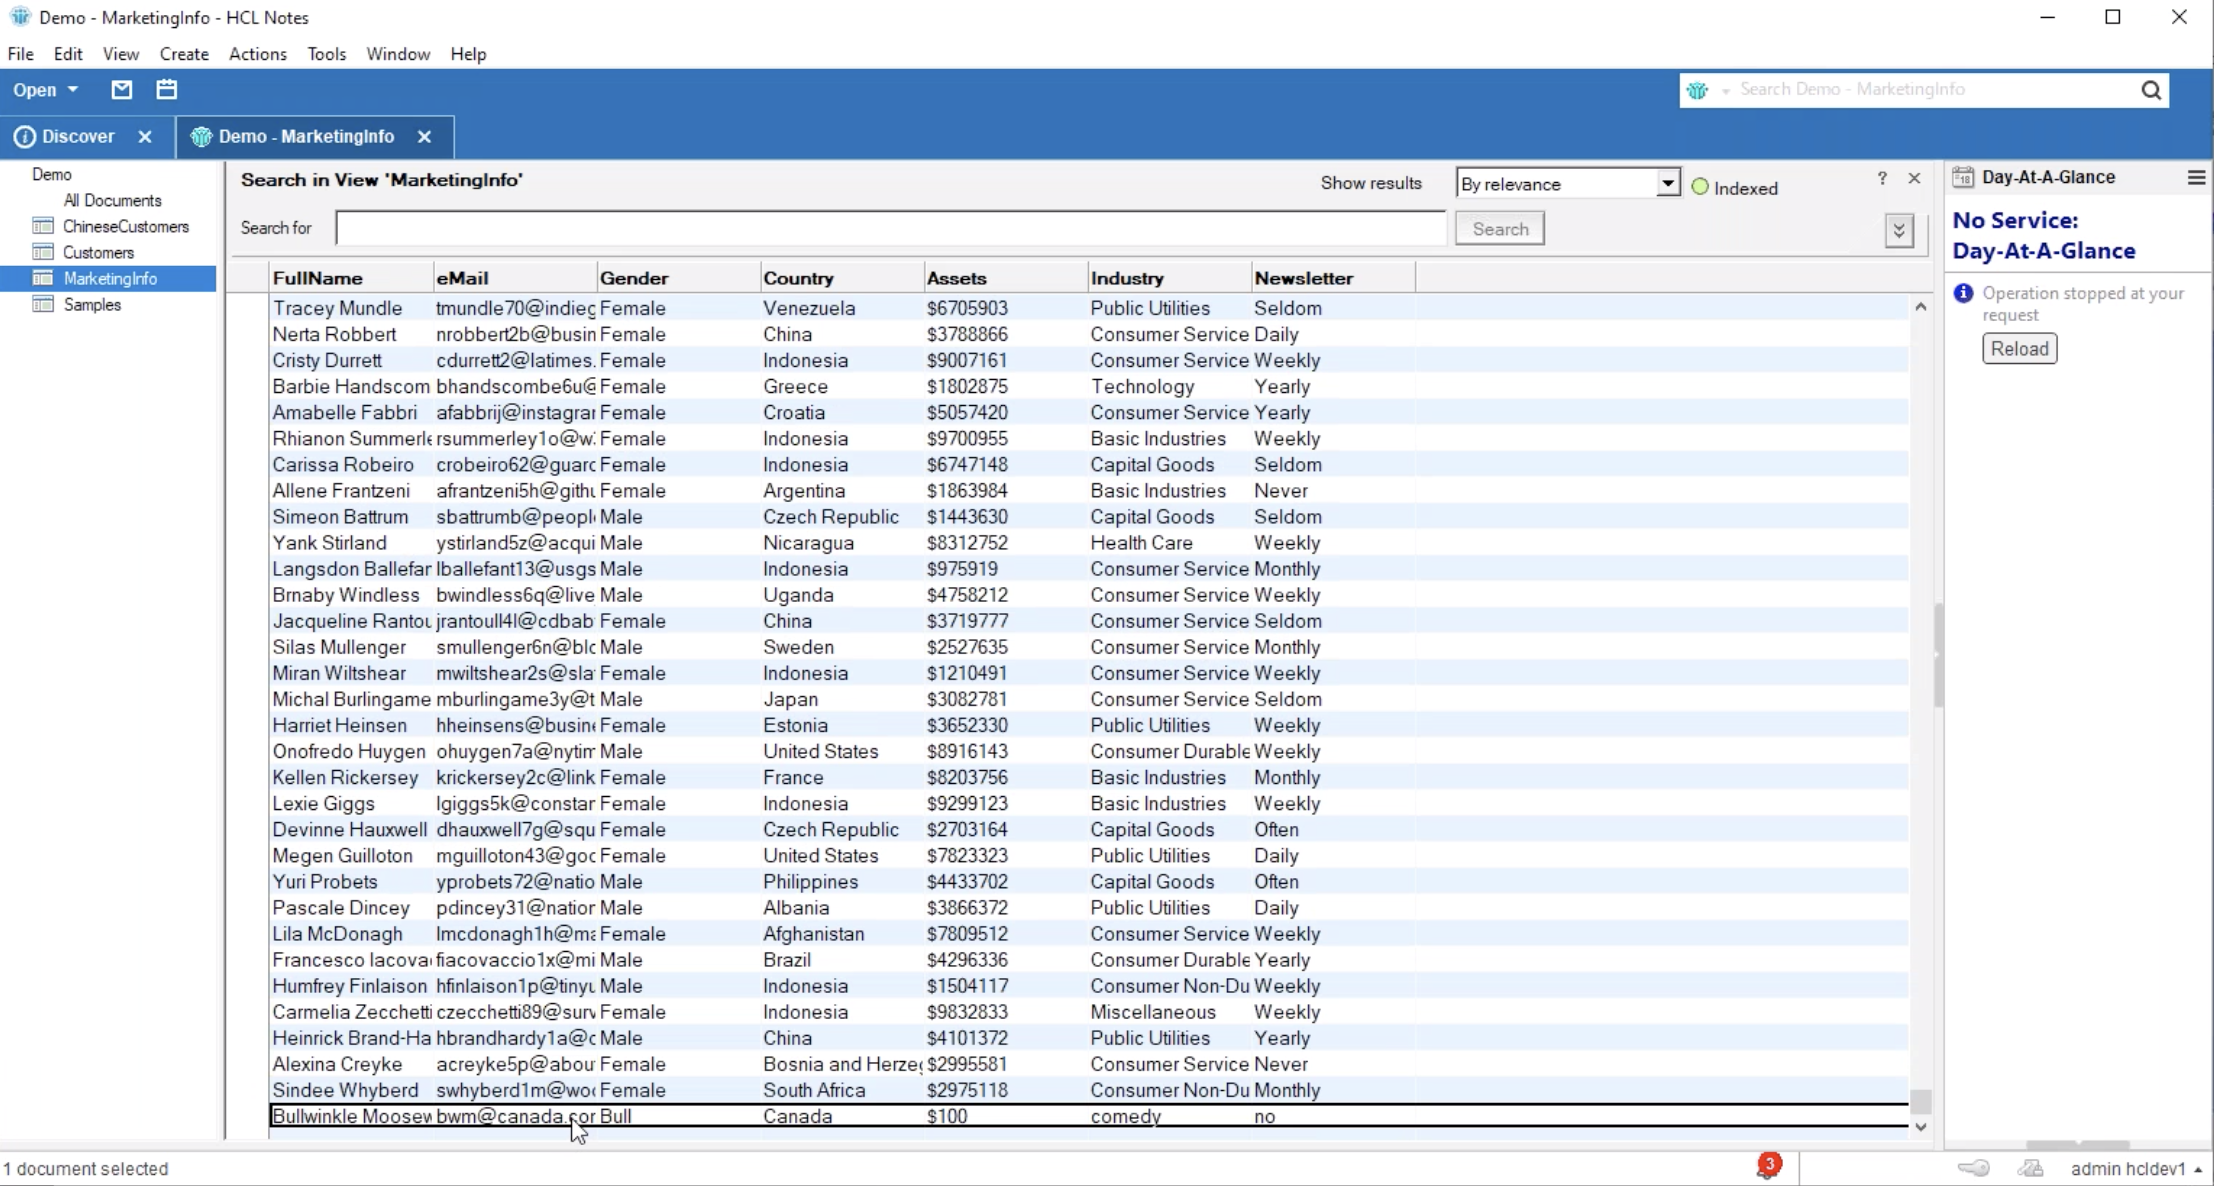 Demo - MarketingInfo - HCL Notes
File Edit View Create Actions Tools Window Help
Open Search Demo - MarketingInfo
Discover Demo - MarketingInfo
Demo
All Documents
ChineseCustomers
Customers
MarketingInfo
Samples
Search in View 'MarketingInfo'
Show results By relevance Indexed ?
Search for Search
FullName eMail Gender Country Assets Industry Newsletter
Tracey Mundle tmundle70@indieg Female Venezuela $6705903 Public Utilities Seldom
Nerta Robbert nrobbert2b@busin Female China $3788866 Consumer Service Daily
Cristy Durrett cdurrett2@latimes. Female Indonesia $9007161 Consumer Service Weekly
Barbie Handscom bhandscombe6u@ Female Greece $1802875 Technology Yearly
Amabelle Fabbri afabbrij@instagrar Female Croatia $5057420 Consumer Service Yearly
Rhianon Summerl rsummerley1o@w Female Indonesia $9700955 Basic Industries Weekly
Carissa Robeiro crobeiro62@guarc Female Indonesia $6747148 Capital Goods Seldom
Allene Frantzeni afrantzeni5h@githu Female Argentina $1863984 Basic Industries Never
Simeon Battrum sbattrumb@peopl Male Czech Republic $1443630 Capital Goods Seldom
Yank Stirland ystirland5z@acqui Male Nicaragua $8312752 Health Care Weekly
Langsdon Ballefar lballefant13@usgs Male Indonesia $975919 Consumer Service Monthly
Brnaby Windless bwindless6q@live Male Uganda $4758212 Consumer Service Weekly
Jacqueline Rantou jrantoull4l@cdbab Female China $3719777 Consumer Service Seldom
Silas Mullenger smullenger6n@blc Male Sweden $2527635 Consumer Service Monthly
Miran Wiltshear mwiltshear2s@sla Female Indonesia $1210491 Consumer Service Weekly
Michal Burlingame mburlingame3y@t Male Japan $3082781 Consumer Service Seldom
Harriet Heinsen hheinsens@busin Female Estonia $3652330 Public Utilities Weekly
Onofredo Huygen ohuygen7a@nytim Male United States $8916143 Consumer Durable Weekly
Kellen Rickersey krickersey2c@link Female France $8203756 Basic Industries Monthly
Lexie Giggs lgiggs5k@constar Female Indonesia $9299123 Basic Industries Weekly
Devinne Hauxwell dhauxwell7g@squ Female Czech Republic $2703164 Capital Goods Often
Megen Guilloton mguilloton43@goc Female United States $7823323 Public Utilities Daily
Yuri Probets yprobets72@natio Male Philippines $4433702 Capital Goods Often
Pascale Dincey pdincey31@nation Male Albania $3866372 Public Utilities Daily
Lila McDonagh lmcdonagh1h@ma Female Afghanistan $7809512 Consumer Service Weekly
Francesco Iacova fiacovaccio1x@mi Male Brazil $4296336 Consumer Durable Yearly
Humfrey Finlaison hfinlaison1p@tinyu Male Indonesia $1504117 Consumer Non-Du Weekly
Carmelia Zecchetti czecchetti89@surv Female Indonesia $9832833 Miscellaneous Weekly
Heinrick Brand-Ha hbrandhardy1a@c Male China $4101372 Public Utilities Yearly
Alexina Creyke acreyke5p@abou Female Bosnia and Herze $2995581 Consumer Service Never
Sindee Whyberd swhyberd1m@woo Female South Africa $2975118 Consumer Non-Du Monthly
Bullwinkle Moosew bwm@canada.cor Bull Canada $100 comedy no
18 Day-At-A-Glance
No Service:
Day-At-A-Glance
Operation stopped at your
request
Reload
1 document selected 3 admin hcldev1